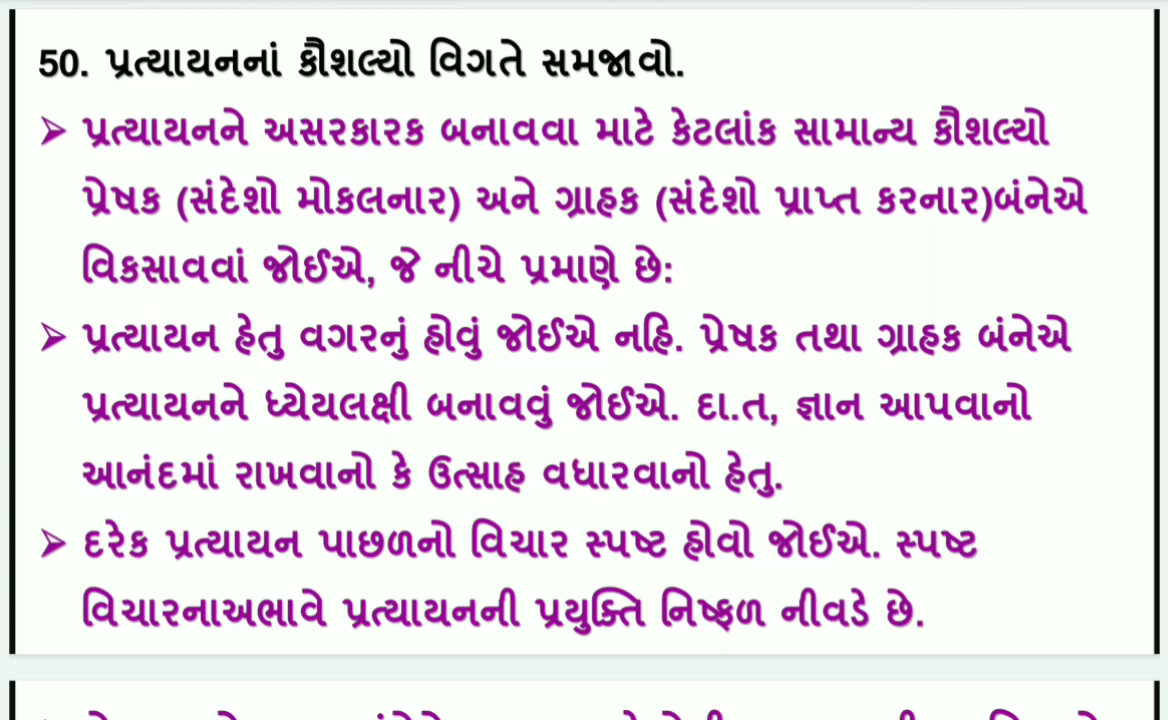 50. પ્રત્યાયનનાં કૌશલ્યો વિગતે સમજાવો.
➢ પ્રત્યાયનને અસરકારક બનાવવા માટે કેટલાંક સામાન્ય કૌશલ્યો
પ્રેષક (સંદેશો મોકલનાર) અને ગ્રાહક (સંદેશો પ્રાપ્ત કરનાર)બંનેએ
વિકસાવવાં જોઈએ, જે નીચે પ્રમાણે છે:
➢ પ્રત્યાયન હેતુ વગરનું હોવું જોઈએ નહિ. પ્રેષક તથા ગ્રાહક બંનેએ
પ્રત્યાયનને ધ્યેયલક્ષી બનાવવું જોઈએ. દા.ત, જ્ઞાન આપવાનો
આનંદમાં રાખવાનો કે ઉત્સાહ વધારવાનો હેતુ.
➢ દરેક પ્રત્યાયન પાછળનો વિચાર સ્પષ્ટ હોવો જોઈએ. સ્પષ્ટ
વિચારનાઅભાવે પ્રત્યાયનની પ્રયુક્તિ નિષ્ફળ નીવડે છે.